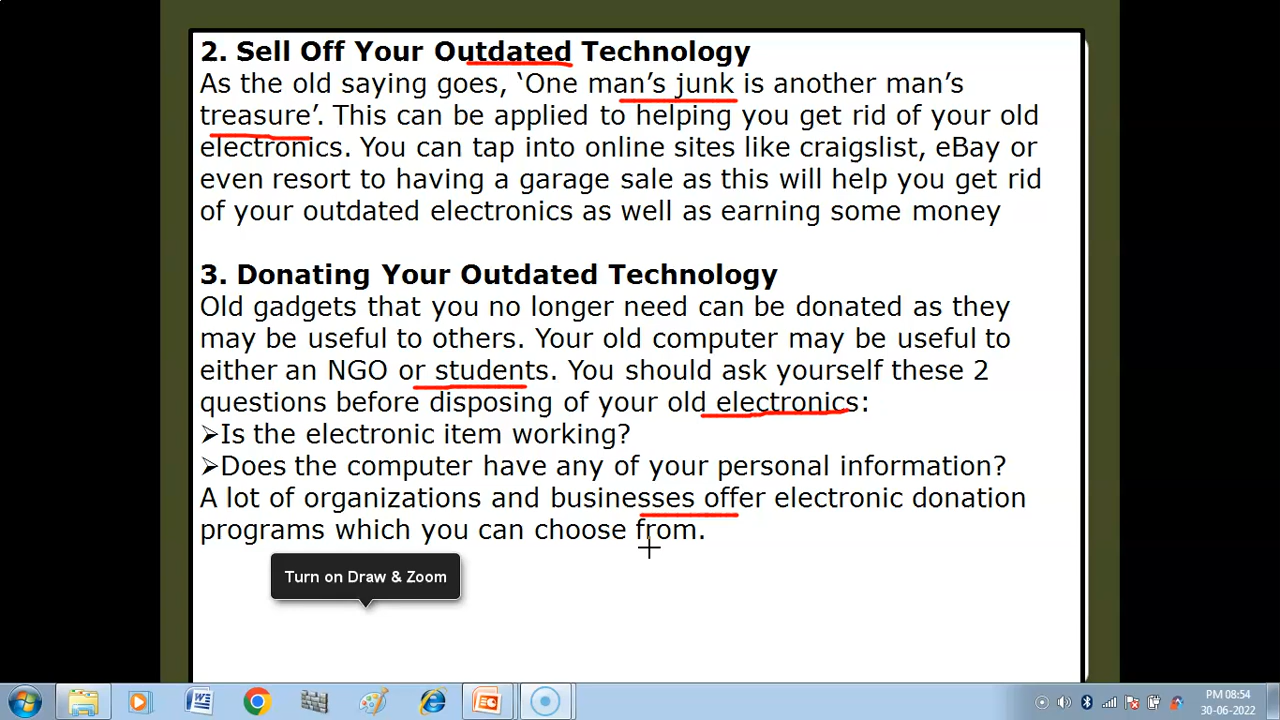 2. Sell Off Your Outdated Technology
As the old saying goes, ‘One man’s junk is another man’s
treasure’. This can be applied to helping you get rid of your old
electronics. You can tap into online sites like craigslist, eBay or
even resort to having a garage sale as this will help you get rid
of your outdated electronics as well as earning some money
3. Donating Your Outdated Technology
Old gadgets that you no longer need can be donated as they
may be useful to others. Your old computer may be useful to
either an NGO or students. You should ask yourself these 2
questions before disposing of your old electronics:
➢Is the electronic item working?
➢Does the computer have any of your personal information?
A lot of organizations and businesses offer electronic donation
programs which you can choose from.
Turn on Draw & Zoom
PM 08:54
30-06-2022